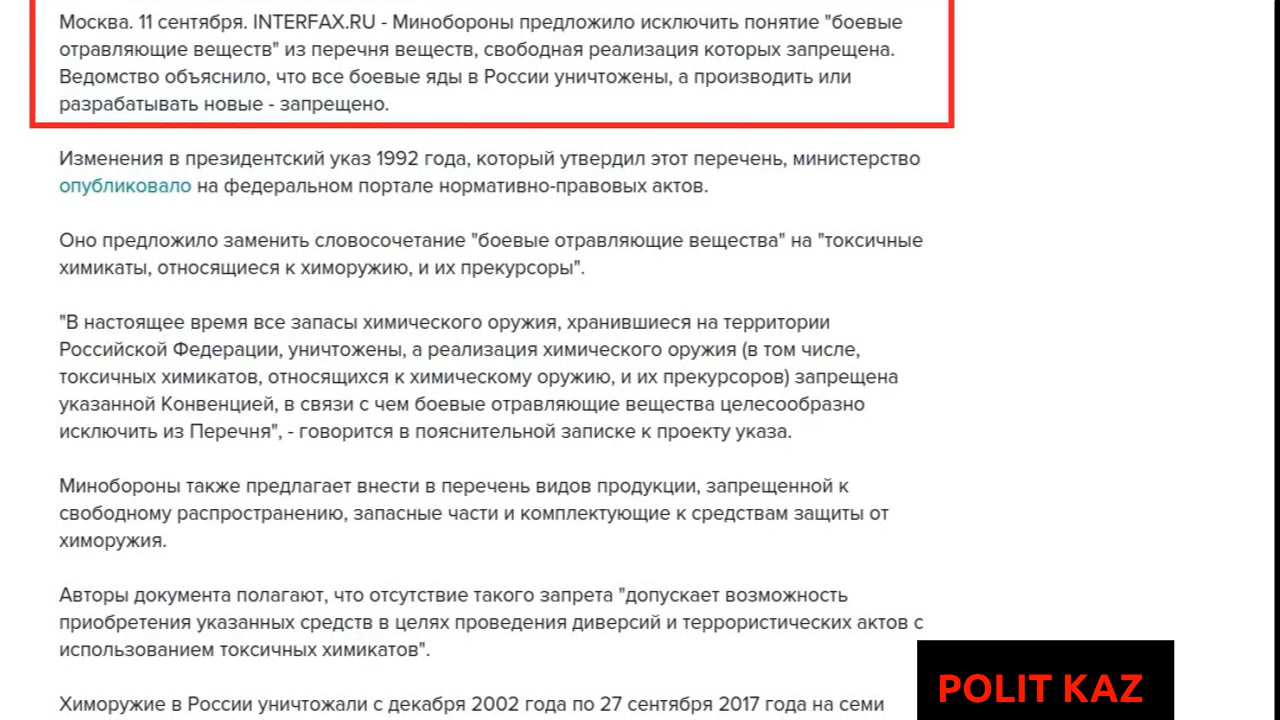 Москва. 11 сентября. INTERFAX.RU - Минобороны предложило исключить понятие "боевые
отравляющие веществ" из перечня веществ, свободная реализация которых запрещена.
Ведомство объяснило, что все боевые яды в России уничтожены, а производить или
разрабатывать новые - запрещено.
Изменения в президентский указ 1992 года, который утвердил этот перечень, министерство
опубликовало на федеральном портале нормативно-правовых актов.
Оно предложило заменить словосочетание "боевые отравляющие вещества" на "токсичные
химикаты, относящиеся к химоружию, и их прекурсоры".
"В настоящее время все запасы химического оружия, хранившиеся на территории
Российской Федерации, уничтожены, а реализация химического оружия (в том числе,
токсичных химикатов, относящихся к химическому оружию, и их прекурсоров) запрещена
указанной Конвенцией, в связи с чем боевые отравляющие вещества целесообразно
исключить из Перечня", - говорится в пояснительной записке к проекту указа.
Минобороны также предлагает внести в перечень видов продукции, запрещенной к
свободному распространению, запасные части и комплектующие к средствам защиты от
химоружия.
Авторы документа полагают, что отсутствие такого запрета "допускает возможность
приобретения указанных средств в целях проведения диверсий и террористических актов с
использованием токсичных химикатов".
Химоружие в России уничтожали с декабря 2002 года по 27 сентября 2017 года на семи
POLIT KAZ